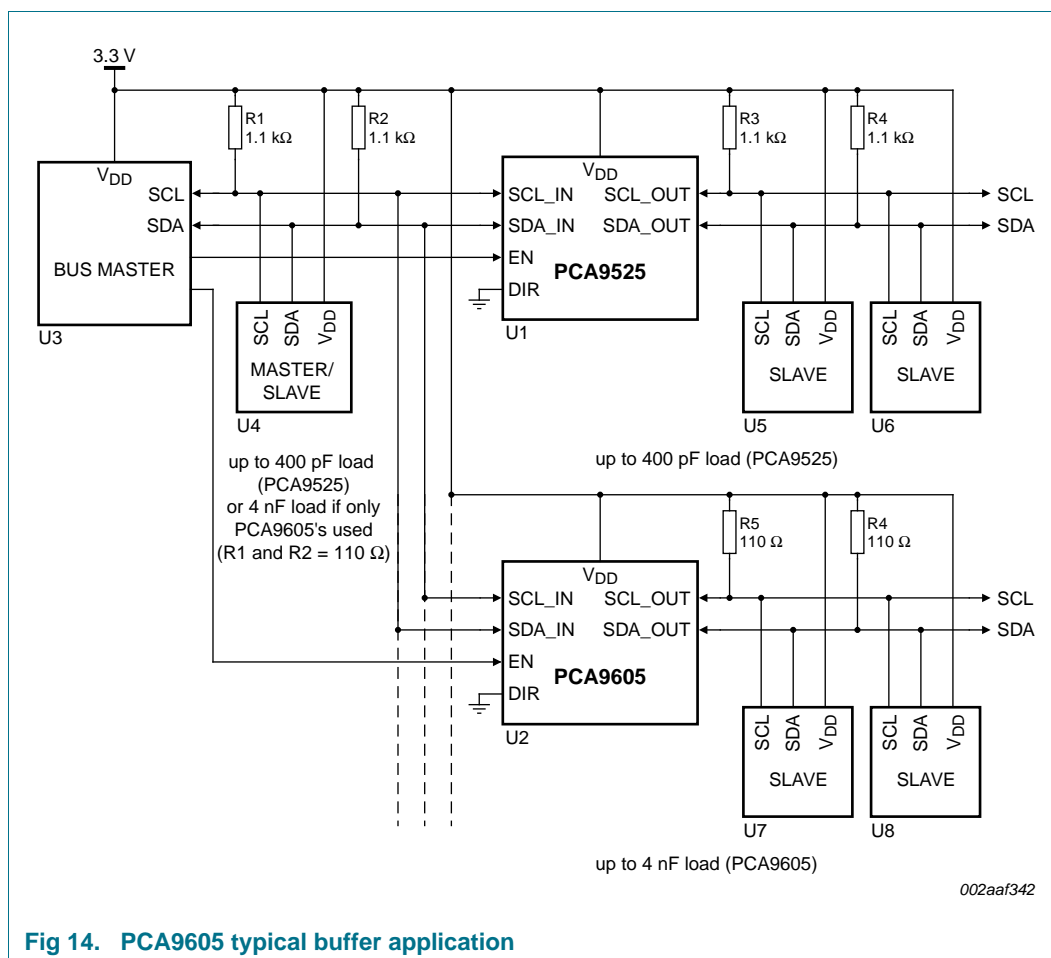 3.3 V
R1
1.1 kΩ
R2
1.1 kΩ
R3
1.1 kΩ
R4
1.1 kΩ
VDD
SCL
SDA
BUS MASTER
U3
SCL
SDA
VDD
MASTER/
SLAVE
U4
VDD
SCL_IN
SCL_OUT
SDA_IN
SDA_OUT
EN
PCA9525
DIR
U1
SCL
SDA
SCL
SDA
VDD
SLAVE
U5
SCL
SDA
VDD
SLAVE
U6
up to 400 pF load
(PCA9525)
or 4 nF load if only
PCA9605's used
(R1 and R2 = 110 Ω)
up to 400 pF load (PCA9525)
R5
110 Ω
R4
110 Ω
VDD
SCL_IN
SCL_OUT
SDA_IN
SDA_OUT
EN
PCA9605
DIR
U2
SCL
SDA
SCL
SDA
VDD
SLAVE
U7
SCL
SDA
VDD
SLAVE
U8
up to 4 nF load (PCA9605)
002aaf342
Fig 14. PCA9605 typical buffer application